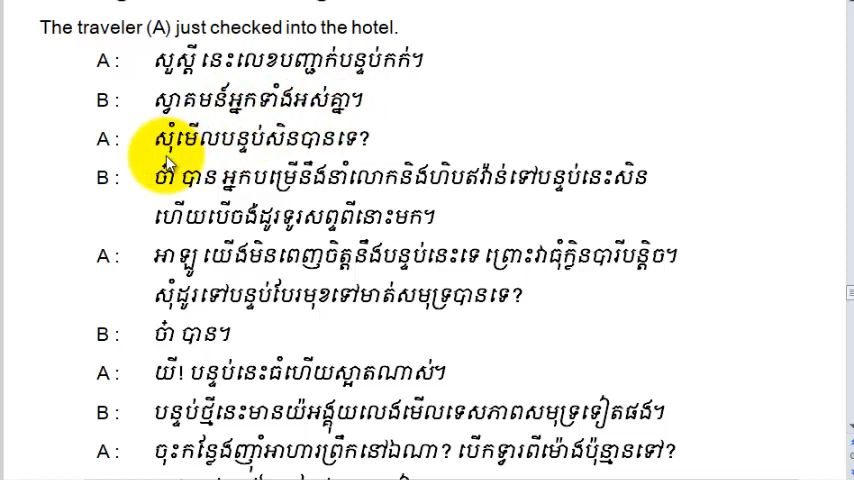 The traveler (A) just checked into the hotel.
A : សួស្តី នេះលេខបញ្ជាក់បន្ទប់កក់។
B : ស្វាគមន៍អ្នកទាំងអស់គ្នា។
A : សុំមើលបន្ទប់សិនបានទេ?
B : ច៎ា បាន អ្នកបម្រើនឹងនាំលោកនិងហិបឥវ៉ាន់ទៅបន្ទប់នេះសិន
ហើយបើចង់ដូរទូរសព្ទពីនោះមក។
A : អាឡូ យើងមិនពេញចិត្តនឹងបន្ទប់នេះទេ ព្រោះវាធុំក្លិនបារីបន្តិច។
សុំដូរទៅបន្ទប់បែរមុខទៅមាត់សមុទ្របានទេ?
B : ច៎ា បាន។
A : យី! បន្ទប់នេះធំហើយស្អាតណាស់។
B : បន្ទប់ថ្មីនេះមានយ៉អង្គុយលេងមើលទេសភាពសមុទ្រទៀតផង។
A : ចុះកន្លែងញ៉ាំអាហារព្រឹកនៅឯណា? បើកទ្វារពីម៉ោងប៉ុន្មានទៅ?